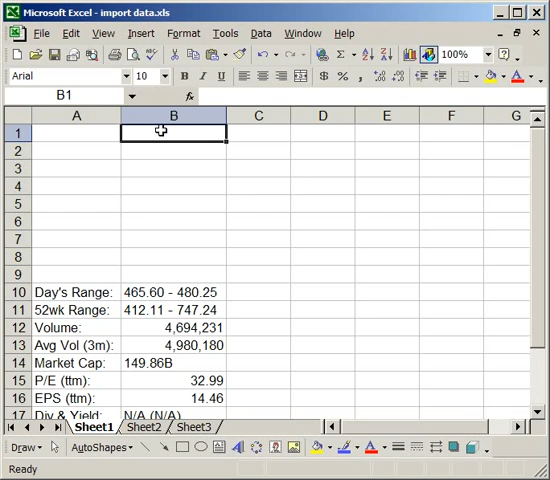 Microsoft Excel - import data.xls
File Edit View Insert Format Tools Data Window Help
Σ 100% ?
Arial 10 B I U $ % ,
B1 fx
A B C D E F G
1
2
3
4
5
6
7
8
9
10 Day's Range: 465.60 - 480.25
11 52wk Range: 412.11 - 747.24
12 Volume: 4,694,231
13 Avg Vol (3m): 4,980,180
14 Market Cap: 149.86B
15 P/E (ttm): 32.99
16 EPS (ttm): 14.46
17 Div & Yield: N/A (N/A)
Sheet1 Sheet2 Sheet3
Draw AutoShapes
Ready